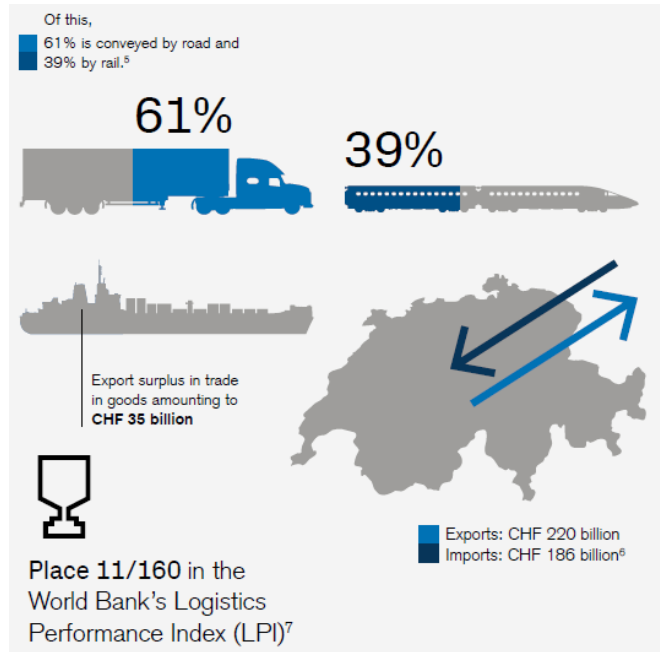 Of this,
61% is conveyed by road and
39% by rail.⁵
61%
39%
Export surplus in trade
in goods amounting to
CHF 35 billion
Exports: CHF 220 billion
Imports: CHF 186 billion⁶
Place 11/160 in the
World Bank’s Logistics
Performance Index (LPI)⁷